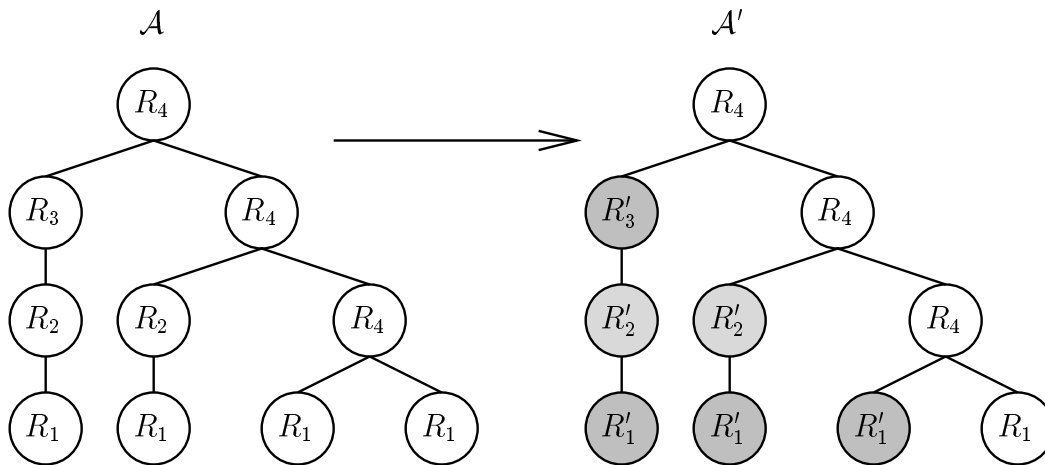 𝒜 𝒜′
R₄ R₄
R₃ R₄ R′₃ R₄
R₂ R₂ R₄ R′₂ R′₂ R₄
R₁ R₁ R₁ R₁ R′₁ R′₁ R′₁ R₁